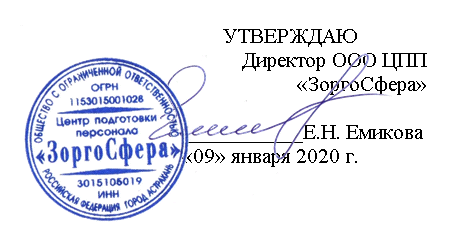 УТВЕРЖДАЮ
Директор ООО ЦПП
«ЗоргоСфера»
Е.Н. Емикова
«09» января 2020 г.
ОБЩЕСТВО С ОГРАНИЧЕННОЙ ОТВЕТСТВЕННОСТЬЮ
ОГРН
1153015001028
Центр подготовки
персонала
«ЗоргоСфера»
3015105019
ИНН
РОССИЙСКАЯ ФЕДЕРАЦИЯ ГОРОД АСТРАХАНЬ